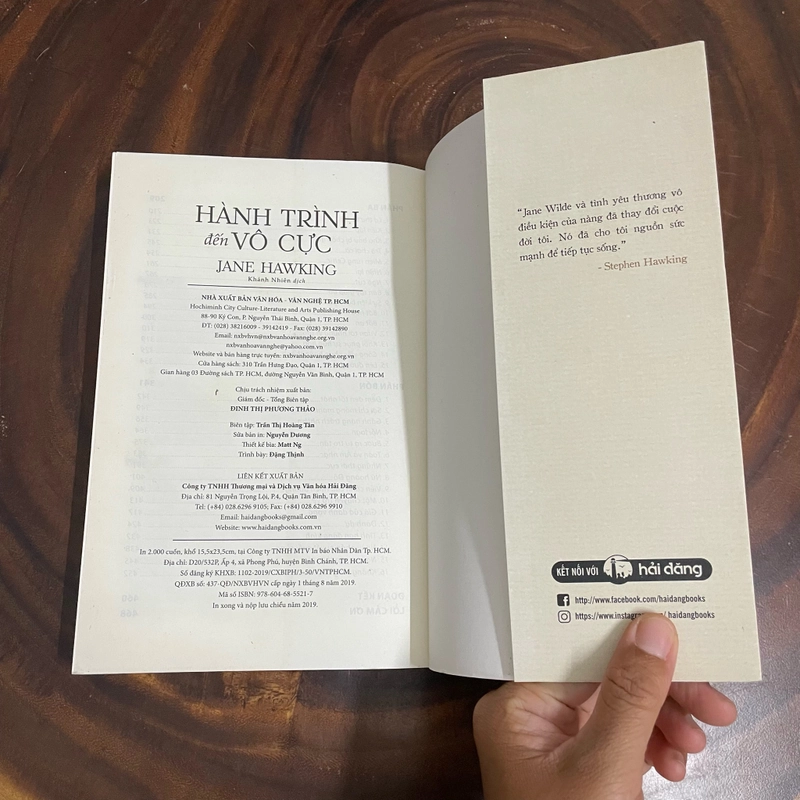 HÀNH TRÌNH
đến VÔ CỰC
JANE HAWKING
Khánh Nhiên dịch
NHÀ XUẤT BẢN VĂN HÓA - VĂN NGHỆ TP. HCM
Hochiminh City Culture-Literature and Arts Publishing House
88-90 Ký Con, P. Nguyễn Thái Bình, Quận 1, TP. HCM
ĐT: (028) 38216009 - 39142419 - Fax: (028) 39142890
Email: nxbvhvn@nxbvanhoavannghe.org.vn
nxbvanhoavannghe@yahoo.com.vn
Website và bán hàng trực tuyến: nxbvanhoavannghe.org.vn
Cửa hàng sách: 310 Trần Hưng Đạo, Quận 1, TP. HCM
Gian hàng 03 Đường sách TP. HCM, đường Nguyễn Văn Bình, Quận 1, TP. HCM
Chịu trách nhiệm xuất bản:
Giám đốc - Tổng Biên tập
ĐINH THỊ PHƯƠNG THẢO
Biên tập: Trần Thị Hoàng Tân
Sửa bản in: Nguyễn Dương
Thiết kế bìa: Matt Ng
Trình bày: Đặng Thịnh
LIÊN KẾT XUẤT BẢN
Công ty TNHH Thương mại và Dịch vụ Văn hóa Hải Đăng
Địa chỉ: 81 Nguyễn Trọng Lội, P.4, Quận Tân Bình, TP. HCM
Tel: (+84) 028.6296 9105; Fax: (+84) 028.6296 9910
Email: haidangbooks@gmail.com
Website: www.haidangbooks.com.vn
In 2.000 cuốn, khổ 15,5x23,5cm, tại Công ty TNHH MTV In báo Nhân Dân Tp. HCM.
Địa chỉ: D20/532P, Ấp 4, xã Phong Phú, huyện Bình Chánh, TP. HCM.
Số đăng ký KHXB: 1102-2019/CXBIPH/3-50/VNTPHCM.
QĐXB số: 437-QĐ/NXBVHVN cấp ngày 1 tháng 8 năm 2019.
Mã số ISBN: 978-604-68-5521-7
In xong và nộp lưu chiểu năm 2019.
"Jane Wilde và tình yêu thương vô
điều kiện của nàng đã thay đổi cuộc
đời tôi. Nó đã cho tôi nguồn sức
mạnh để tiếp tục sống."
- Stephen Hawking
KẾT NỐI VỚI hải đăng
http://www.facebook.com/haidangbooks
https://www.instagram haidangbooks